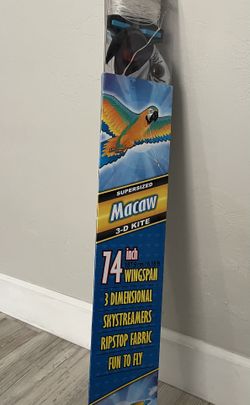 SUPERSIZED
Macaw
3-D KITE
74 inch
WINGSPAN
3 DIMENSIONAL
SKYSTREAMERS
RIPSTOP FABRIC
FUN TO FLY